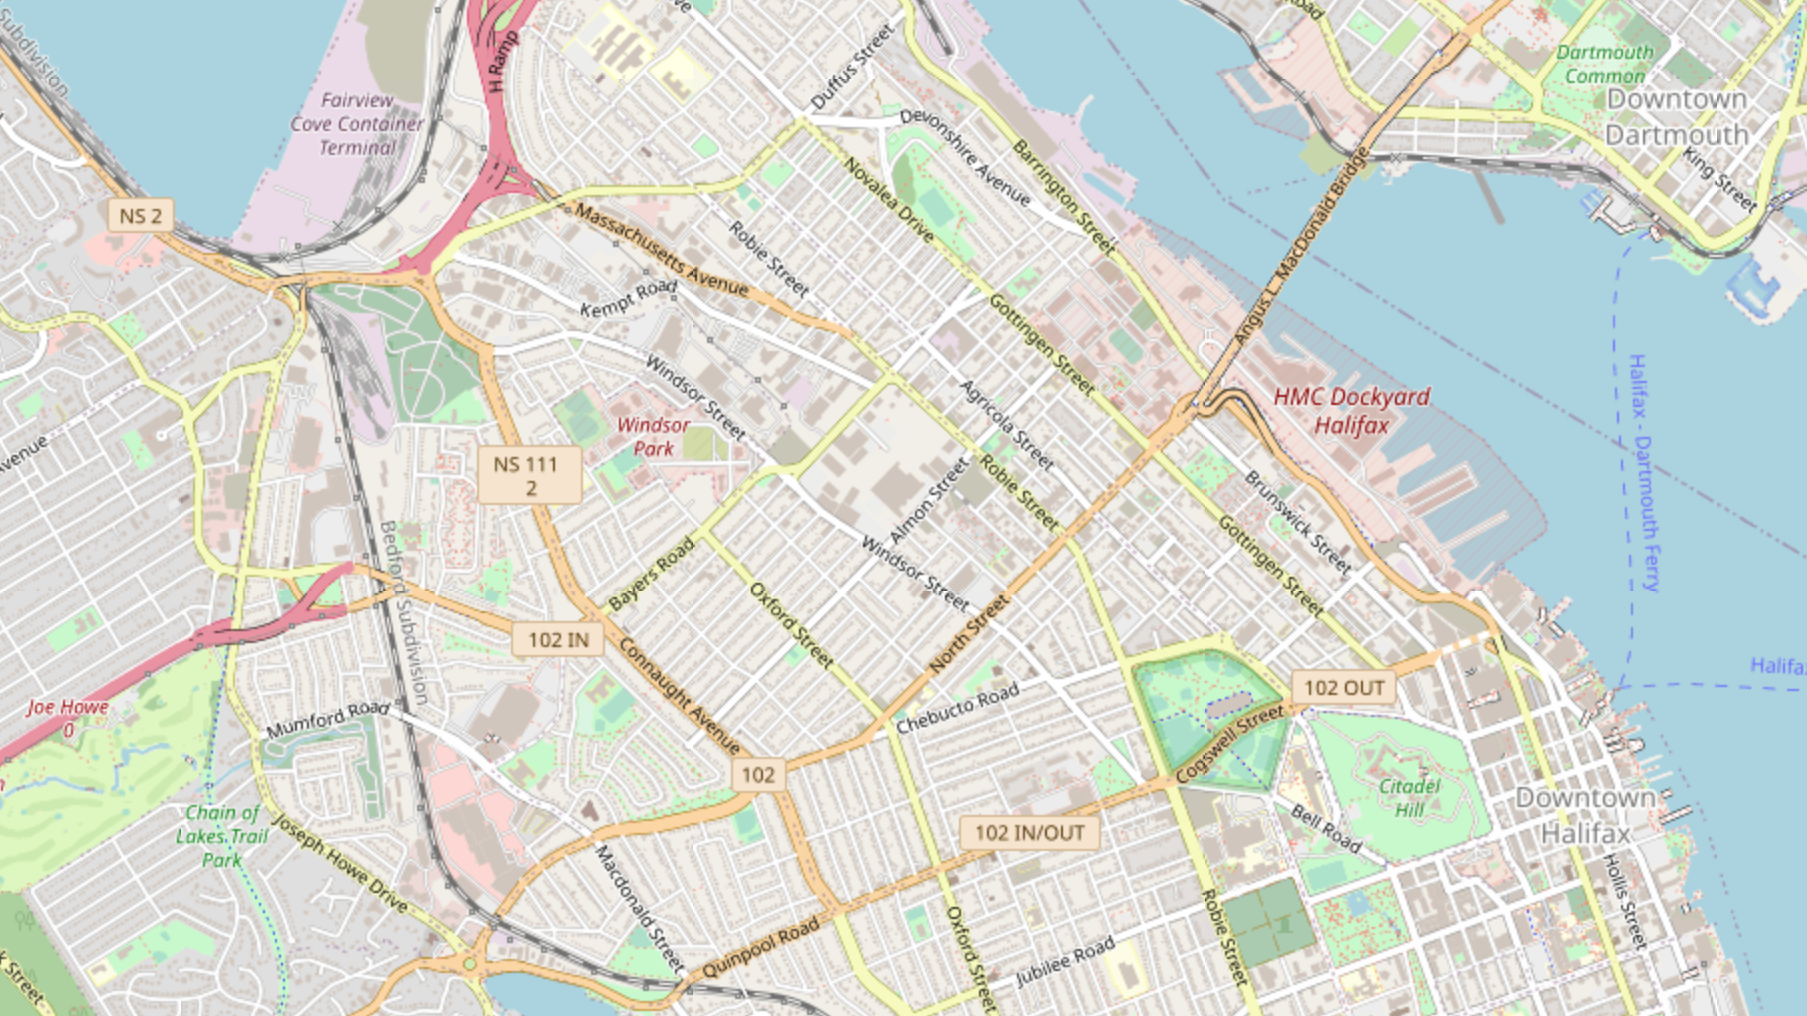 Subdivision
H Ramp
Duffus Street
Road
Dartmouth
Common
Downtown
Dartmouth
Fairview
Cove Container
Terminal
Devonshire Avenue
Barrington Street
King Street
NS 2
Novalea Drive
Massachusetts Avenue
Robie Street
Angus L. MacDonald Bridge
Kempt Road
Gottingen Street
Windsor Street
Agricola Street
HMC Dockyard
Halifax
Halifax - Dartmouth Ferry
Windsor
Park
venue
NS 111
2
Robie Street
Almon Street
Brunswick Street
Bedford Subdivision
Bayers Road
Windsor Street
Gottingen Street
Oxford Street
102 IN
North Street
Connaught Avenue
Halifa
102 OUT
Joe Howe
0
Mumford Road
Chebucto Road
Cogswell Street
102
Citadel
Hill
Downtown
Halifax
Chain of
Lakes Trail
Park
102 IN/OUT
Bell Road
Joseph Howe Drive
Macdonald Street
Hollis Street
Quinpool Road
Oxford Street
Jubilee Road
Robie Street
k Street